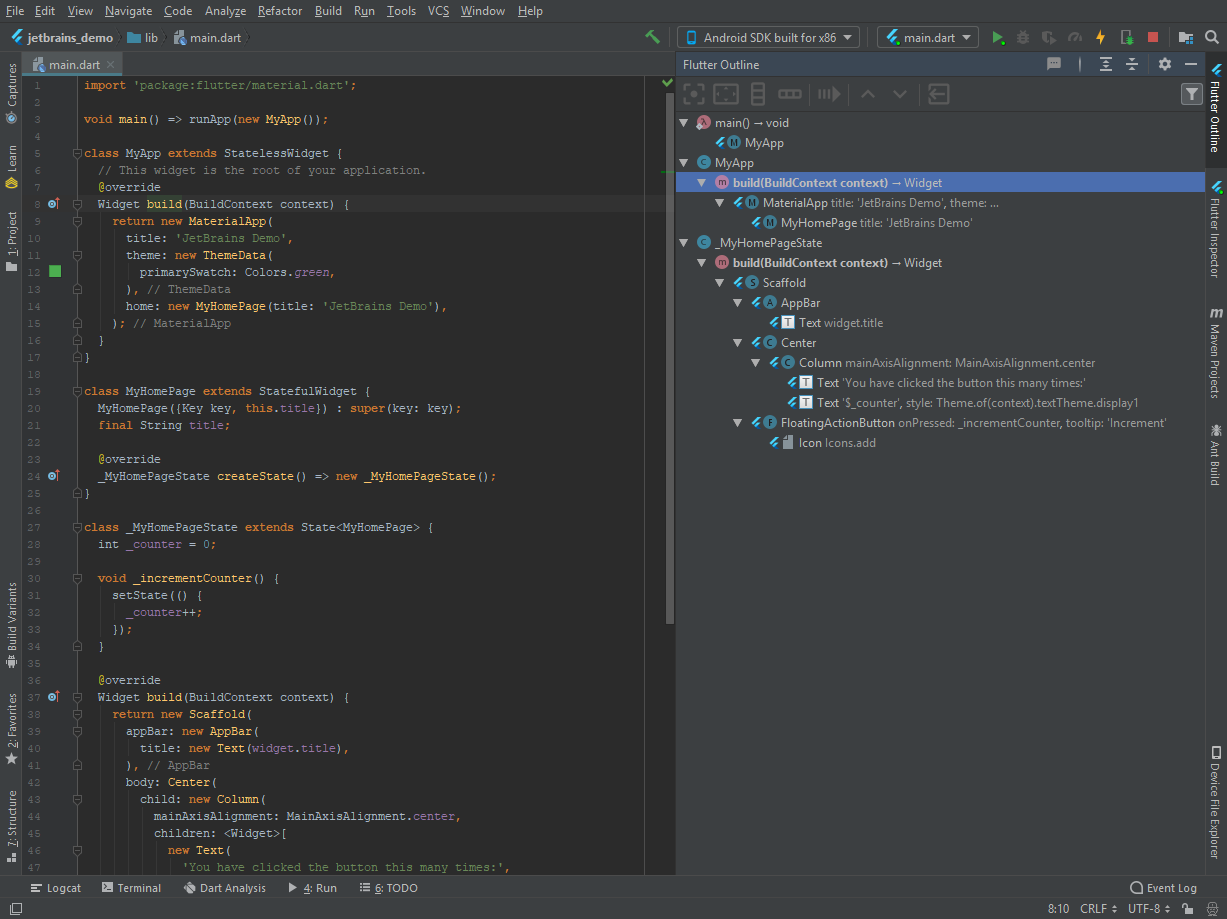 File Edit View Navigate Code Analyze Refactor Build Run Tools VCS Window Help
jetbrains_demo lib main.dart
Android SDK built for x86
main.dart
main.dart
Flutter Outline
Captures
Learn
1: Project
Build Variants
2: Favorites
7: Structure
1 import 'package:flutter/material.dart';
2
3 void main() => runApp(new MyApp());
4
5 class MyApp extends StatelessWidget {
6 // This widget is the root of your application.
7 @override
8 Widget build(BuildContext context) {
9 return new MaterialApp(
10 title: 'JetBrains Demo',
11 theme: new ThemeData(
12 primarySwatch: Colors.green,
13 ), // ThemeData
14 home: new MyHomePage(title: 'JetBrains Demo'),
15 ); // MaterialApp
16 }
17 }
18
19 class MyHomePage extends StatefulWidget {
20 MyHomePage({Key key, this.title}) : super(key: key);
21 final String title;
22
23 @override
24 _MyHomePageState createState() => new _MyHomePageState();
25 }
26
27 class _MyHomePageState extends State<MyHomePage> {
28 int _counter = 0;
29
30 void _incrementCounter() {
31 setState(() {
32 _counter++;
33 });
34 }
35
36 @override
37 Widget build(BuildContext context) {
38 return new Scaffold(
39 appBar: new AppBar(
40 title: new Text(widget.title),
41 ), // AppBar
42 body: Center(
43 child: new Column(
44 mainAxisAlignment: MainAxisAlignment.center,
45 children: <Widget>[
46 new Text(
47 'You have clicked the button this many times:',
main() → void
MyApp
MyApp
build(BuildContext context) → Widget
MaterialApp title: 'JetBrains Demo', theme: ...
MyHomePage title: 'JetBrains Demo'
_MyHomePageState
build(BuildContext context) → Widget
Scaffold
AppBar
Text widget.title
Center
Column mainAxisAlignment: MainAxisAlignment.center
Text 'You have clicked the button this many times:'
Text '$_counter', style: Theme.of(context).textTheme.display1
FloatingActionButton onPressed: _incrementCounter, tooltip: 'Increment'
Icon Icons.add
Flutter Outline
Flutter Inspector
Maven Projects
Ant Build
Device File Explorer
Logcat Terminal Dart Analysis 4: Run 6: TODO Event Log
8:10 CRLF UTF-8